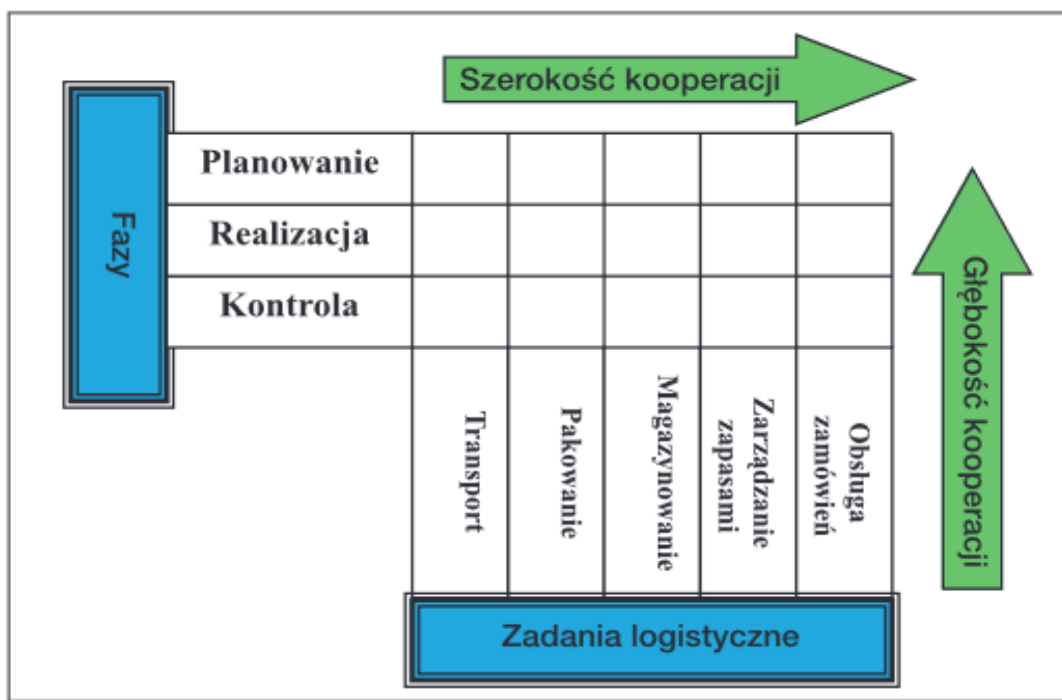 Szerokość kooperacji
Fazy
Planowanie
Realizacja
Kontrola
Głębokość kooperacji
Transport
Pakowanie
Magazynowanie
Zarządzanie
zapasami
Obsługa
zamówień
Zadania logistyczne